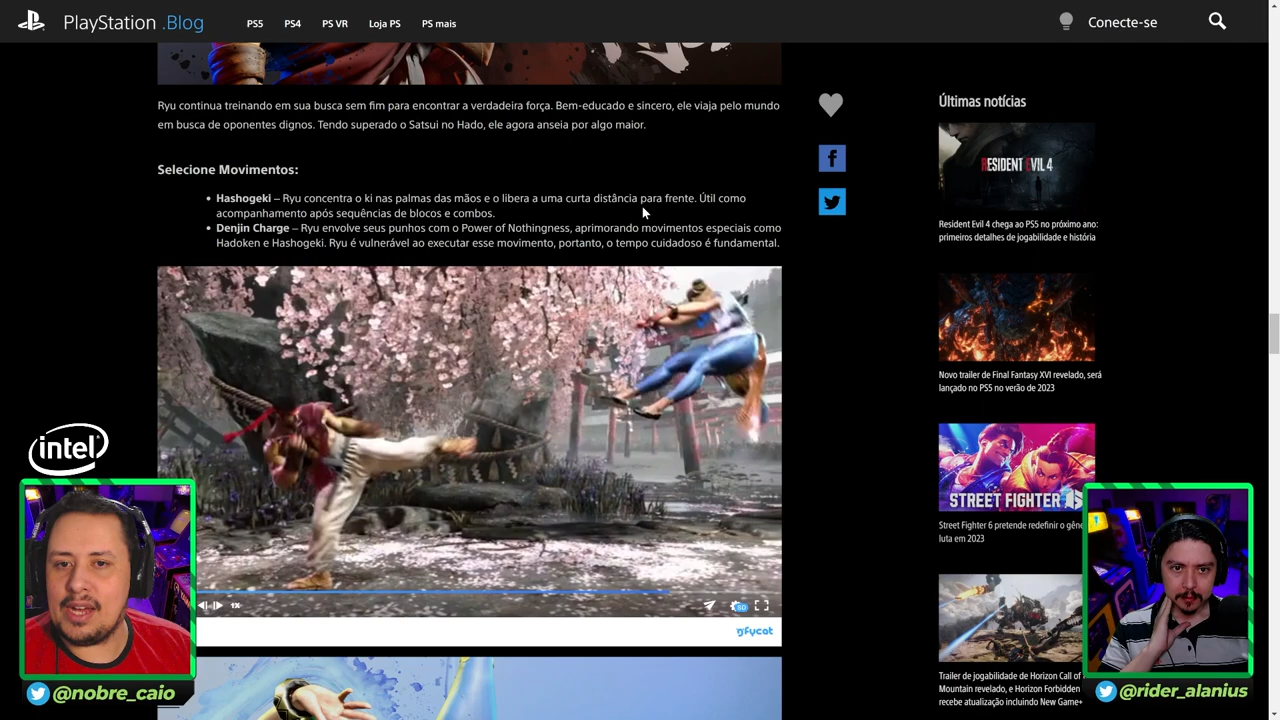 PlayStation .Blog
PS5
PS4
PS VR
Loja PS
PS mais
Conecte-se
Ryu continua treinando em sua busca sem fim para encontrar a verdadeira força. Bem-educado e sincero, ele viaja pelo mundo
em busca de oponentes dignos. Tendo superado o Satsui no Hado, ele agora anseia por algo maior.
Selecione Movimentos:
• Hashogeki – Ryu concentra o ki nas palmas das mãos e o libera a uma curta distância para frente. Útil como
acompanhamento após sequências de blocos e combos.
• Denjin Charge – Ryu envolve seus punhos com o Power of Nothingness, aprimorando movimentos especiais como
Hadoken e Hashogeki. Ryu é vulnerável ao executar esse movimento, portanto, o tempo cuidadoso é fundamental.
1X
SD
gfycat
Últimas notícias
RESIDENT EVIL 4
Resident Evil 4 chega ao PS5 no próximo ano:
primeiros detalhes de jogabilidade e história
Novo trailer de Final Fantasy XVI revelado, será
lançado no PS5 no verão de 2023
STREET FIGHTER
Street Fighter 6 pretende redefinir o gêne
luta em 2023
Trailer de jogabilidade de Horizon Call of
Mountain revelado, e Horizon Forbidden
recebe atualização incluindo New Game+
intel
@nobre_caio
@rider_alanius